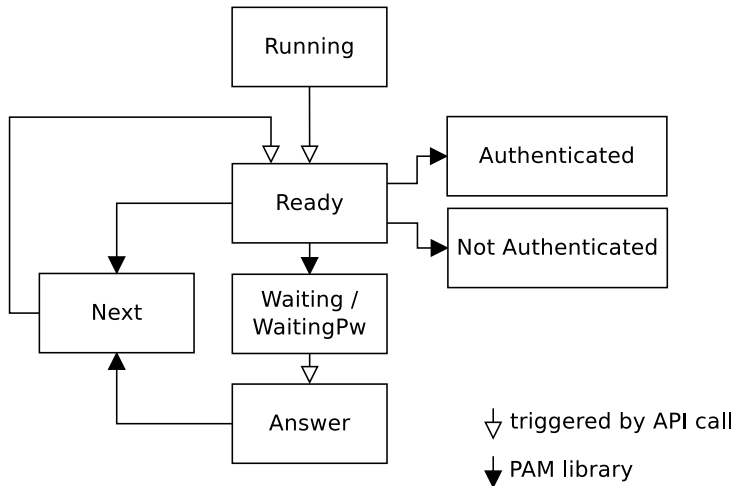 Running
Authenticated
Ready
Not Authenticated
Next
Waiting /
WaitingPw
Answer
triggered by API call
PAM library